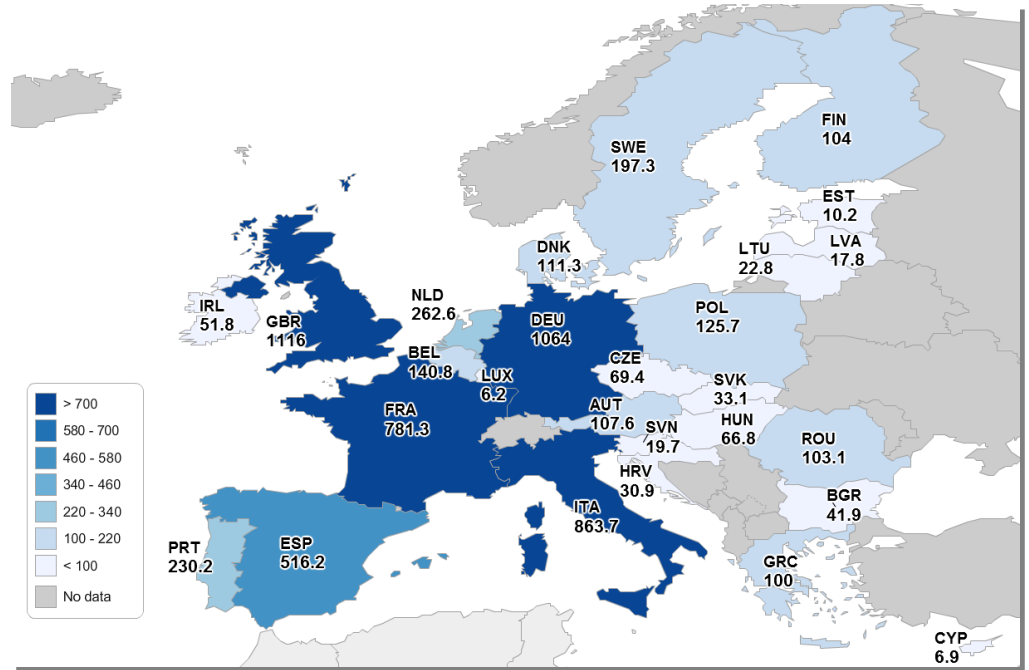 FIN
104
SWE
197.3
EST
10.2
LVA
17.8
LTU
22.8
DNK
111.3
NLD
262.6
IRL
51.8
GBR
1116
DEU
1064
POL
125.7
BEL
140.8
LUX
6.2
CZE
69.4
SVK
33.1
FRA
781.3
AUT
107.6
SVN
19.7
HUN
66.8
ROU
103.1
HRV
30.9
BGR
41.9
ITA
863.7
PRT
230.2
ESP
516.2
GRC
100
CYP
6.9
> 700
580 - 700
460 - 580
340 - 460
220 - 340
100 - 220
< 100
No data